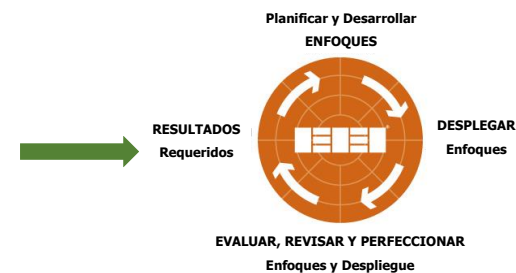 Planificar y Desarrollar
ENFOQUES
RESULTADOS
Requeridos
DESPLEGAR
Enfoques
EVALUAR, REVISAR Y PERFECCIONAR
Enfoques y Despliegue